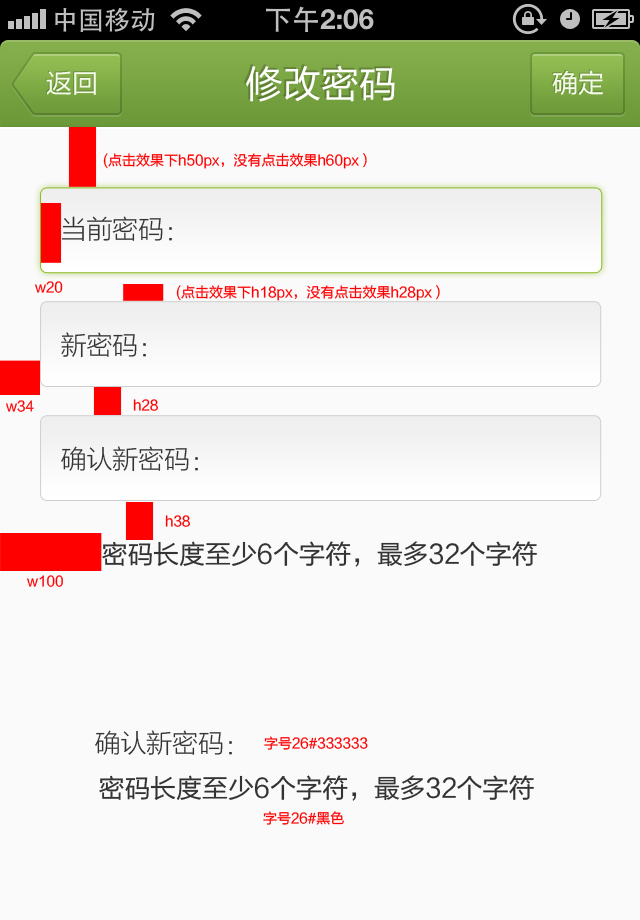 中国移动 下午2:06
返回 修改密码 确定
(点击效果下h50px，没有点击效果h60px)
当前密码：
w20 (点击效果下h18px，没有点击效果h28px)
新密码：
w34 h28
确认新密码：
h38
密码长度至少6个字符，最多32个字符
w100
确认新密码： 字号26#333333
密码长度至少6个字符，最多32个字符
字号26#黑色